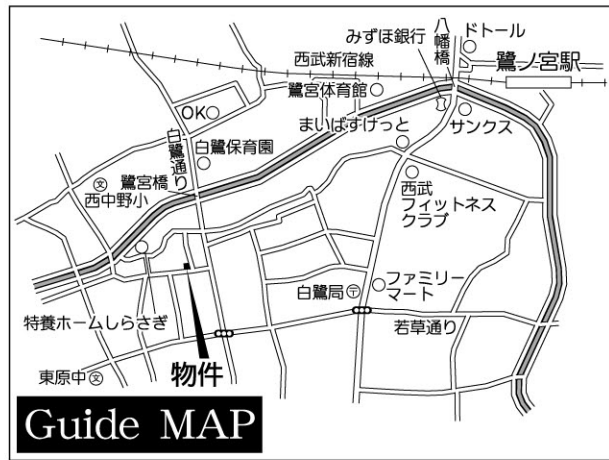 八幡橋
ドトール
みずほ銀行
西武新宿線
鷺ノ宮駅
鷺宮体育館
OK
まいばすけっと
サンクス
白鷺通り
白鷺保育園
鷺宮橋
西中野小
文
西武
フィットネス
クラブ
白鷺局
〒
ファミリー
マート
特養ホームしらさぎ
若草通り
東原中
文
物件
Guide MAP